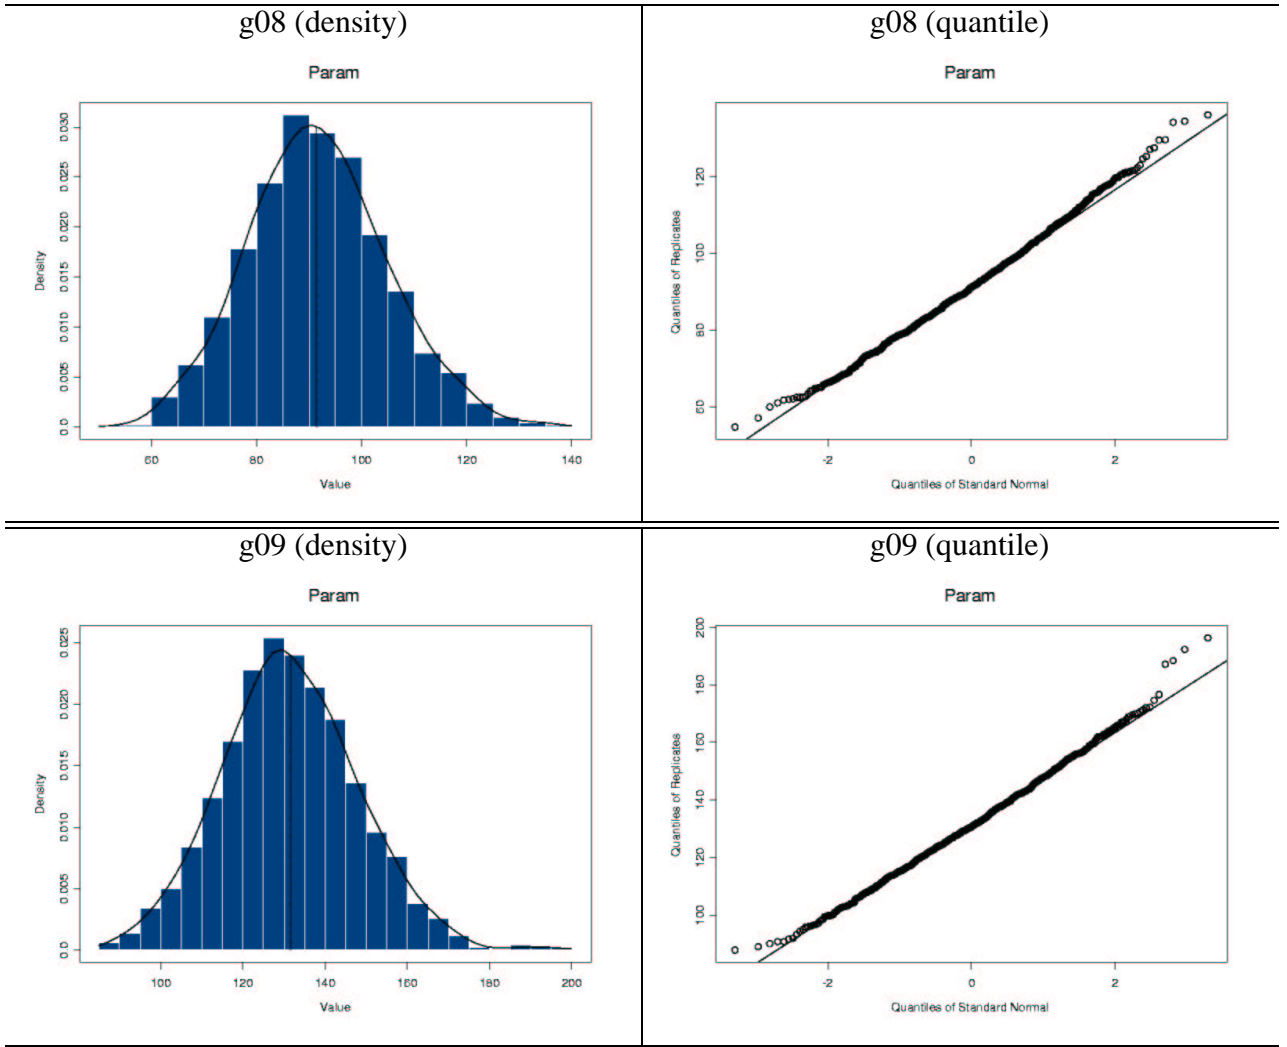 g08 (density)
g08 (quantile)
Param
Param
0.030
0.025
0.020
0.015
0.010
0.005
0.0
Density
60
80
100
120
140
Value
120
100
80
60
Quantiles of Replicates
-2
0
2
Quantiles of Standard Normal
g09 (density)
g09 (quantile)
Param
Param
0.025
0.020
0.015
0.010
0.005
0.0
Density
100
120
140
160
180
200
Value
200
180
160
140
120
100
Quantiles of Replicates
-2
0
2
Quantiles of Standard Normal